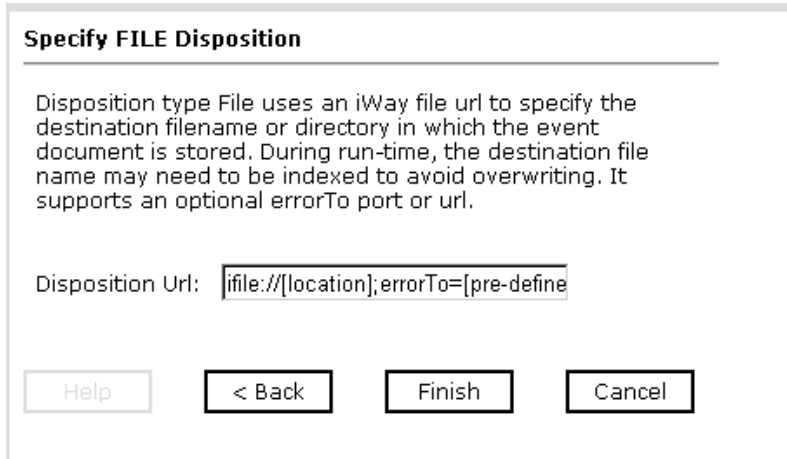 Specify FILE Disposition
Disposition type File uses an iWay file url to specify the
destination filename or directory in which the event
document is stored. During run-time, the destination file
name may need to be indexed to avoid overwriting. It
supports an optional errorTo port or url.
Disposition Url: ifile://[location];errorTo=[pre-define
Help < Back Finish Cancel